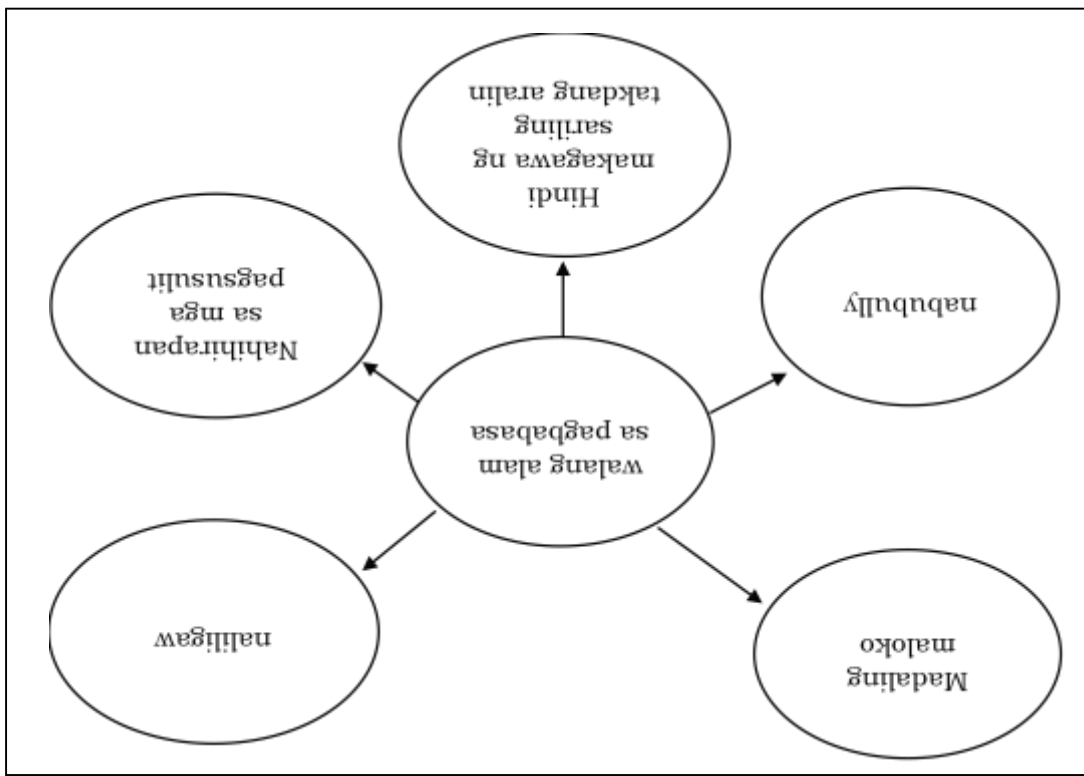 Madaling
maloko
naliligaw
walang alam
sa pagbabasa
nabubully
Nahihirapan
sa mga
pagsusulit
Hindi
makagawa ng
sariling
takdang aralin